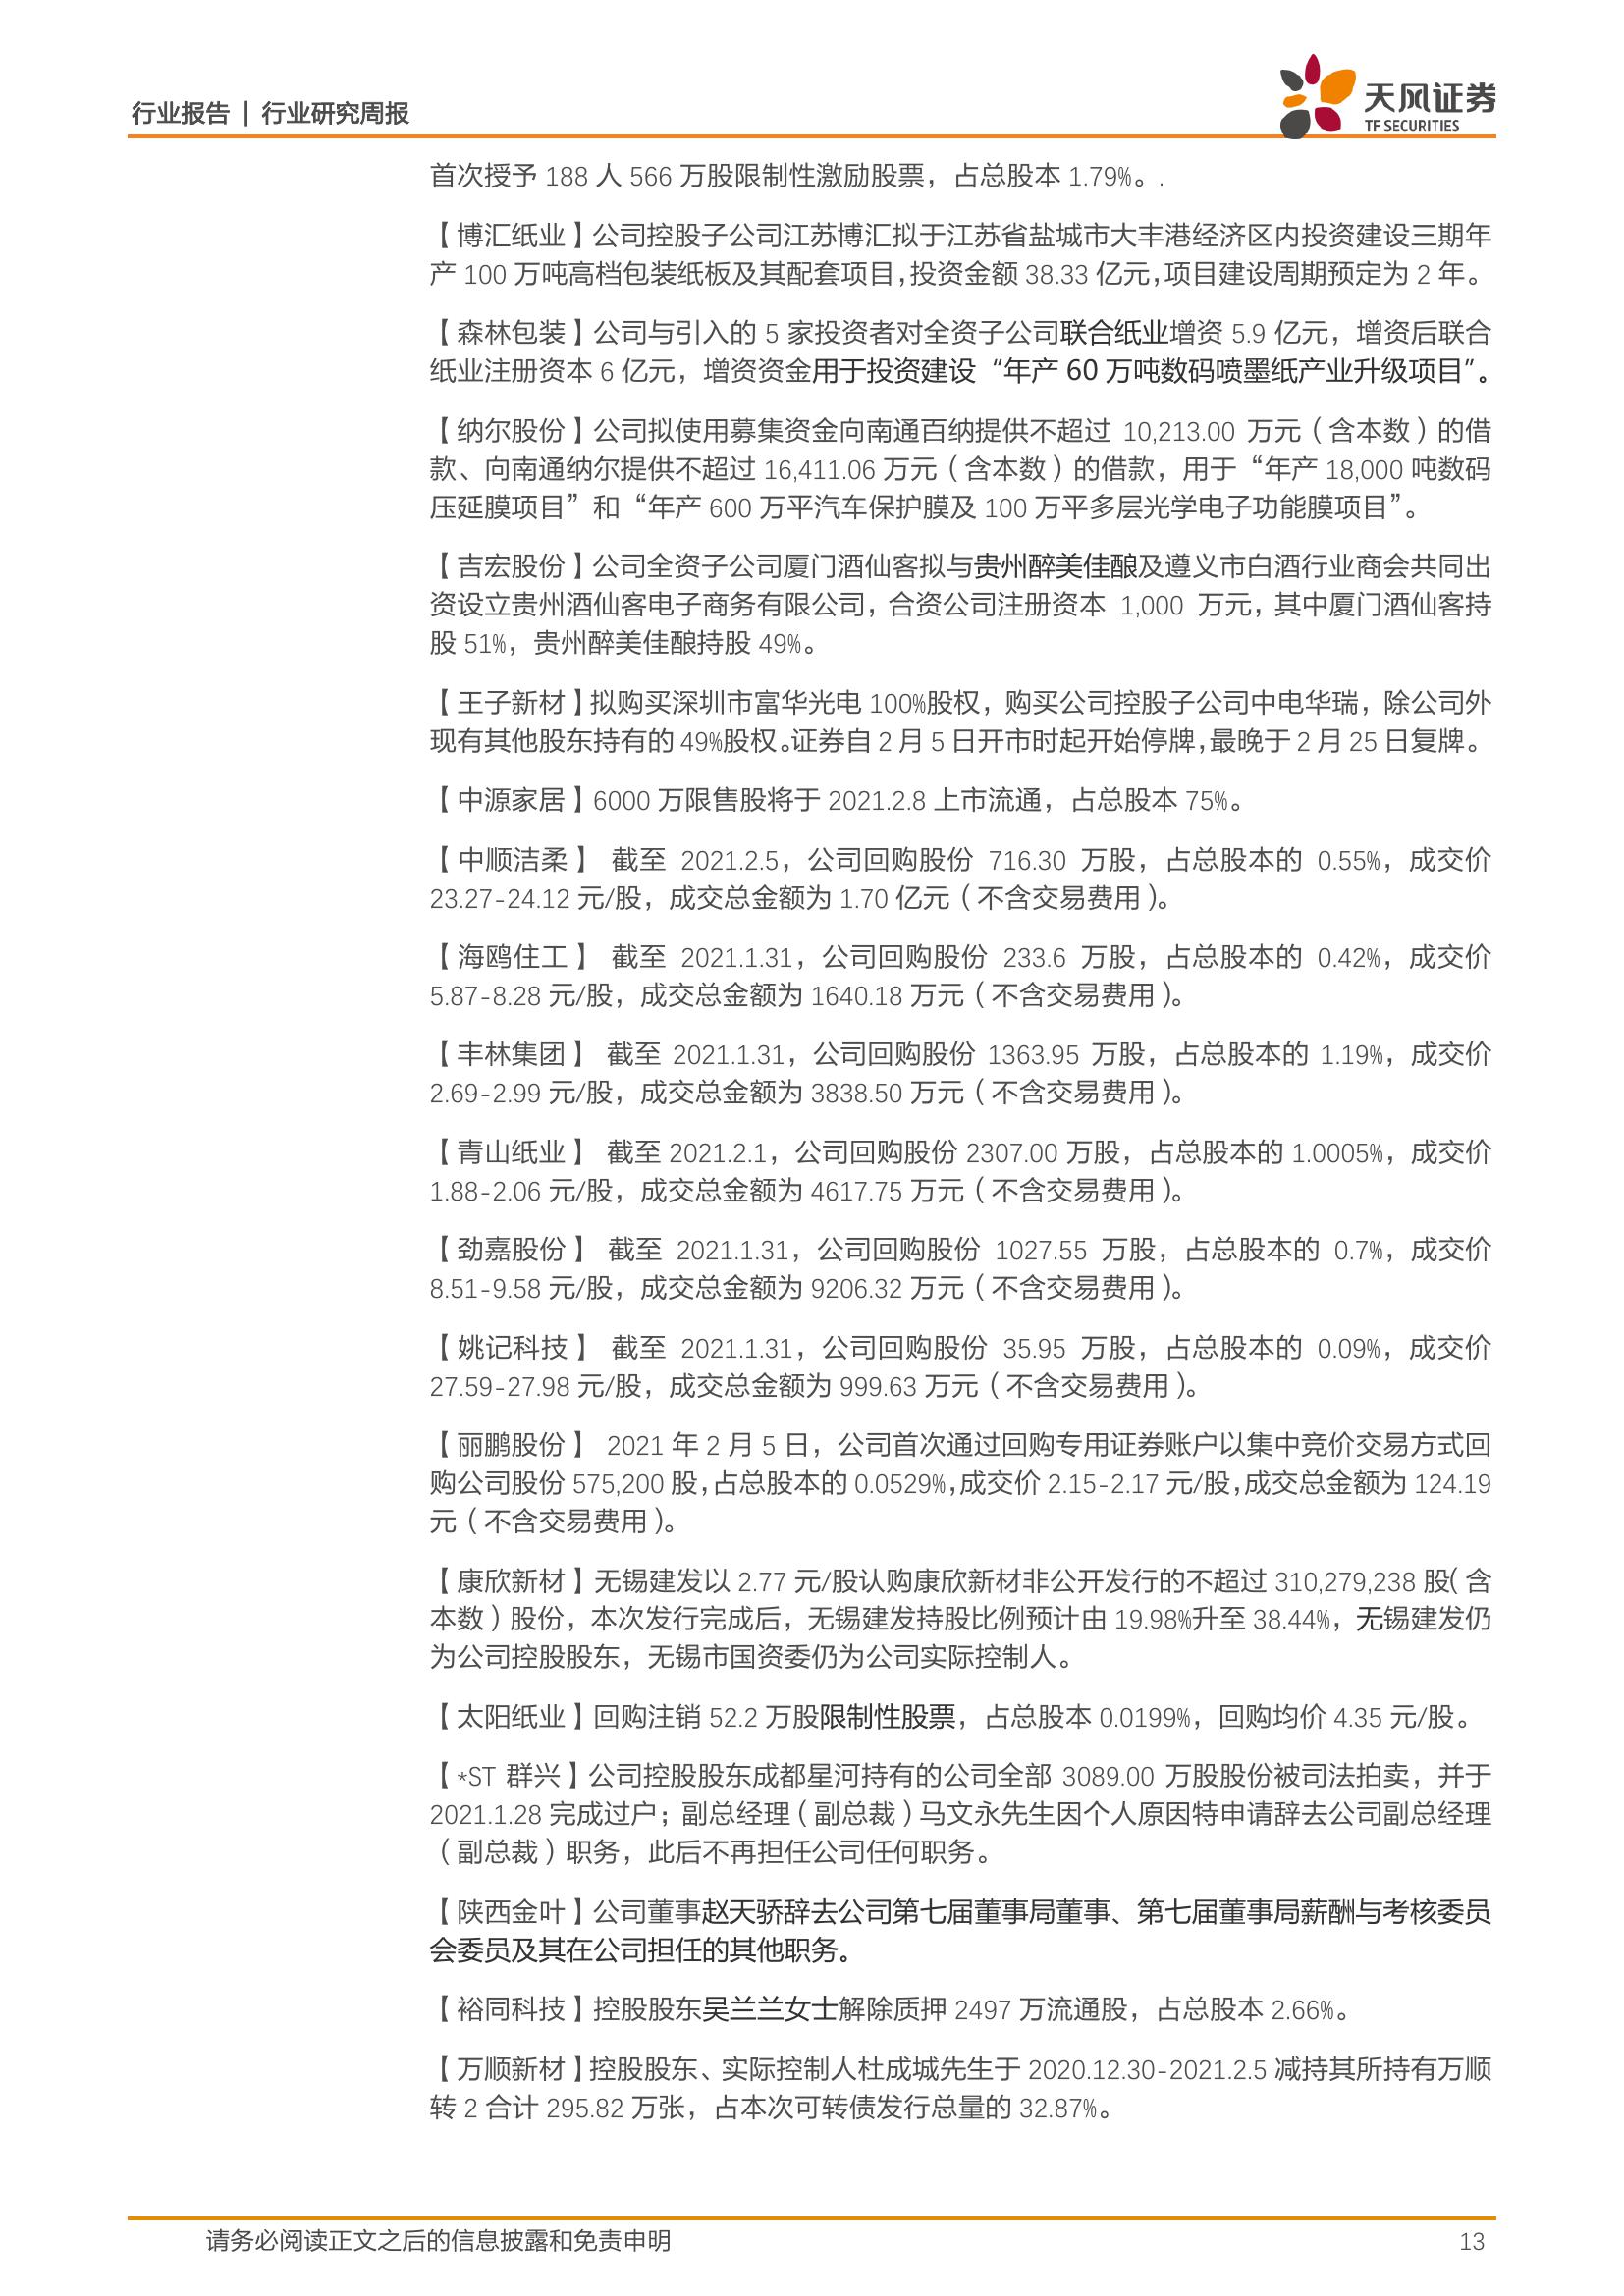 行业报告 | 行业研究周报
天风证券
TF SECURITIES
首次授予 188 人 566 万股限制性激励股票，占总股本 1.79%。.
【博汇纸业】公司控股子公司江苏博汇拟于江苏省盐城市大丰港经济区内投资建设三期年
产 100 万吨高档包装纸板及其配套项目，投资金额 38.33 亿元，项目建设周期预定为 2 年。
【森林包装】公司与引入的 5 家投资者对全资子公司联合纸业增资 5.9 亿元，增资后联合
纸业注册资本 6 亿元，增资资金用于投资建设“年产 60 万吨数码喷墨纸产业升级项目”。
【纳尔股份】公司拟使用募集资金向南通百纳提供不超过 10,213.00 万元（含本数）的借
款、向南通纳尔提供不超过 16,411.06 万元（含本数）的借款，用于“年产 18,000 吨数码
压延膜项目”和“年产 600 万平汽车保护膜及 100 万平多层光学电子功能膜项目”。
【吉宏股份】公司全资子公司厦门酒仙客拟与贵州醉美佳酿及遵义市白酒行业商会共同出
资设立贵州酒仙客电子商务有限公司，合资公司注册资本 1,000 万元，其中厦门酒仙客持
股 51%，贵州醉美佳酿持股 49%。
【王子新材】拟购买深圳市富华光电 100%股权，购买公司控股子公司中电华瑞，除公司外
现有其他股东持有的 49%股权。证券自 2 月 5 日开市时起开始停牌，最晚于 2 月 25 日复牌。
【中源家居】6000 万限售股将于 2021.2.8 上市流通，占总股本 75%。
【中顺洁柔】 截至 2021.2.5，公司回购股份 716.30 万股，占总股本的 0.55%，成交价
23.27-24.12 元/股，成交总金额为 1.70 亿元（不含交易费用）。
【海鸥住工】 截至 2021.1.31，公司回购股份 233.6 万股，占总股本的 0.42%，成交价
5.87-8.28 元/股，成交总金额为 1640.18 万元（不含交易费用）。
【丰林集团】 截至 2021.1.31，公司回购股份 1363.95 万股，占总股本的 1.19%，成交价
2.69-2.99 元/股，成交总金额为 3838.50 万元（不含交易费用）。
【青山纸业】 截至 2021.2.1，公司回购股份 2307.00 万股，占总股本的 1.0005%，成交价
1.88-2.06 元/股，成交总金额为 4617.75 万元（不含交易费用）。
【劲嘉股份】 截至 2021.1.31，公司回购股份 1027.55 万股，占总股本的 0.7%，成交价
8.51-9.58 元/股，成交总金额为 9206.32 万元（不含交易费用）。
【姚记科技】 截至 2021.1.31，公司回购股份 35.95 万股，占总股本的 0.09%，成交价
27.59-27.98 元/股，成交总金额为 999.63 万元（不含交易费用）。
【丽鹏股份】 2021 年 2 月 5 日，公司首次通过回购专用证券账户以集中竞价交易方式回
购公司股份 575,200 股，占总股本的 0.0529%，成交价 2.15-2.17 元/股，成交总金额为 124.19
元（不含交易费用）。
【康欣新材】无锡建发以 2.77 元/股认购康欣新材非公开发行的不超过 310,279,238 股（含
本数）股份，本次发行完成后，无锡建发持股比例预计由 19.98%升至 38.44%，无锡建发仍
为公司控股股东，无锡市国资委仍为公司实际控制人。
【太阳纸业】回购注销 52.2 万股限制性股票，占总股本 0.0199%，回购均价 4.35 元/股。
【*ST 群兴】公司控股股东成都星河持有的公司全部 3089.00 万股股份被司法拍卖，并于
2021.1.28 完成过户；副总经理（副总裁）马文永先生因个人原因特申请辞去公司副总经理
（副总裁）职务，此后不再担任公司任何职务。
【陕西金叶】公司董事赵天骄辞去公司第七届董事局董事、第七届董事局薪酬与考核委员
会委员及其在公司担任的其他职务。
【裕同科技】控股股东吴兰兰女士解除质押 2497 万流通股，占总股本 2.66%。
【万顺新材】控股股东、实际控制人杜成城先生于 2020.12.30-2021.2.5 减持其所持有万顺
转 2 合计 295.82 万张，占本次可转债发行总量的 32.87%。
请务必阅读正文之后的信息披露和免责申明
13